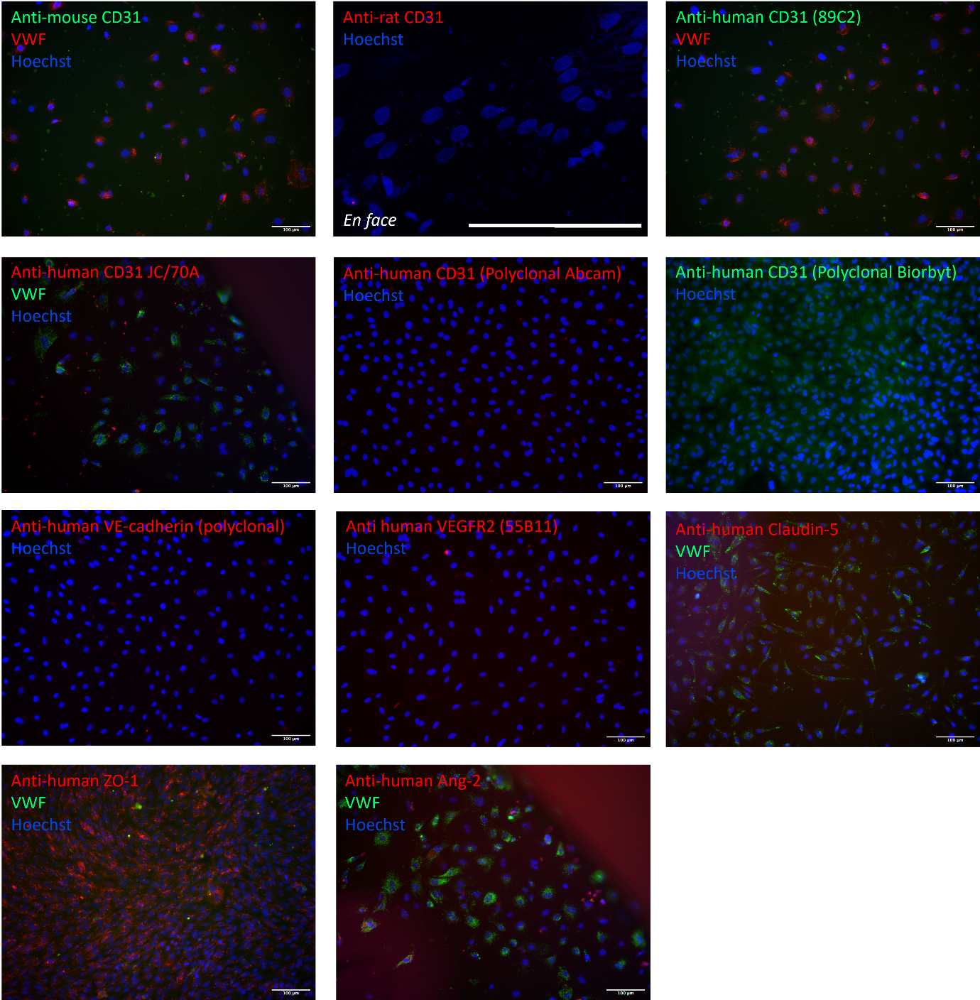 Anti-mouse CD31
VWF
Hoechst
100 µm
Anti-rat CD31
Hoechst
En face
Anti-human CD31 (89C2)
VWF
Hoechst
100 µm
Anti-human CD31 JC/70A
VWF
Hoechst
100 µm
Anti-human CD31 (Polyclonal Abcam)
Hoechst
100 µm
Anti-human CD31 (Polyclonal Biorbyt)
Hoechst
100 µm
Anti-human VE-cadherin (polyclonal)
Hoechst
100 µm
Anti human VEGFR2 (55B11)
Hoechst
100 µm
Anti-human Claudin-5
VWF
Hoechst
100 µm
Anti-human ZO-1
VWF
Hoechst
100 µm
Anti-human Ang-2
VWF
Hoechst
100 µm